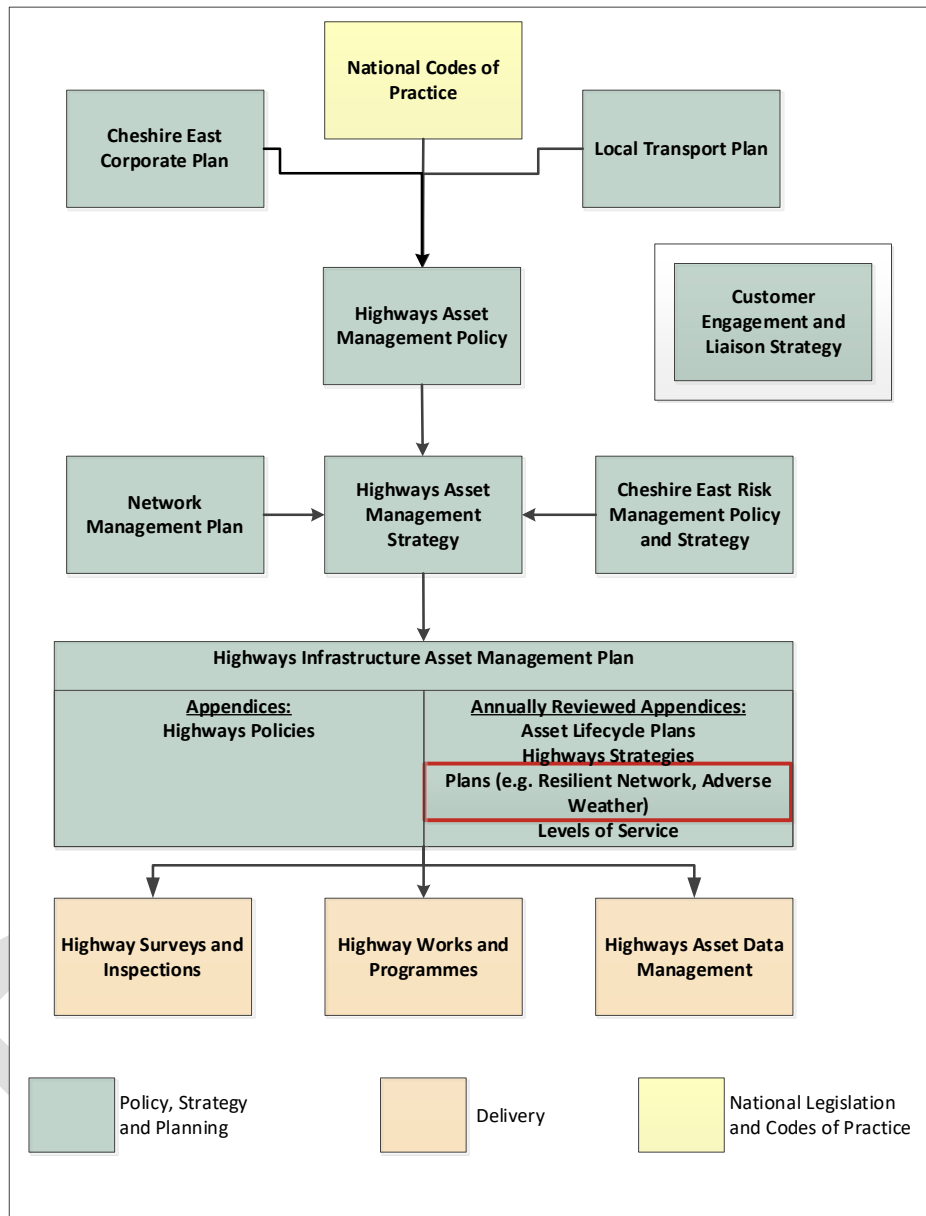 National Codes of
Practice
Cheshire East
Corporate Plan
Local Transport Plan
Highways Asset
Management Policy
Customer
Engagement and
Liaison Strategy
Network
Management Plan
Highways Asset
Management
Strategy
Cheshire East Risk
Management Policy
and Strategy
Highways Infrastructure Asset Management Plan
Appendices:
Highways Policies
Annually Reviewed Appendices:
Asset Lifecycle Plans
Highways Strategies
Plans (e.g. Resilient Network, Adverse
Weather)
Levels of Service
Highway Surveys and
Inspections
Highway Works and
Programmes
Highways Asset Data
Management
Policy, Strategy
and Planning
Delivery
National Legislation
and Codes of Practice